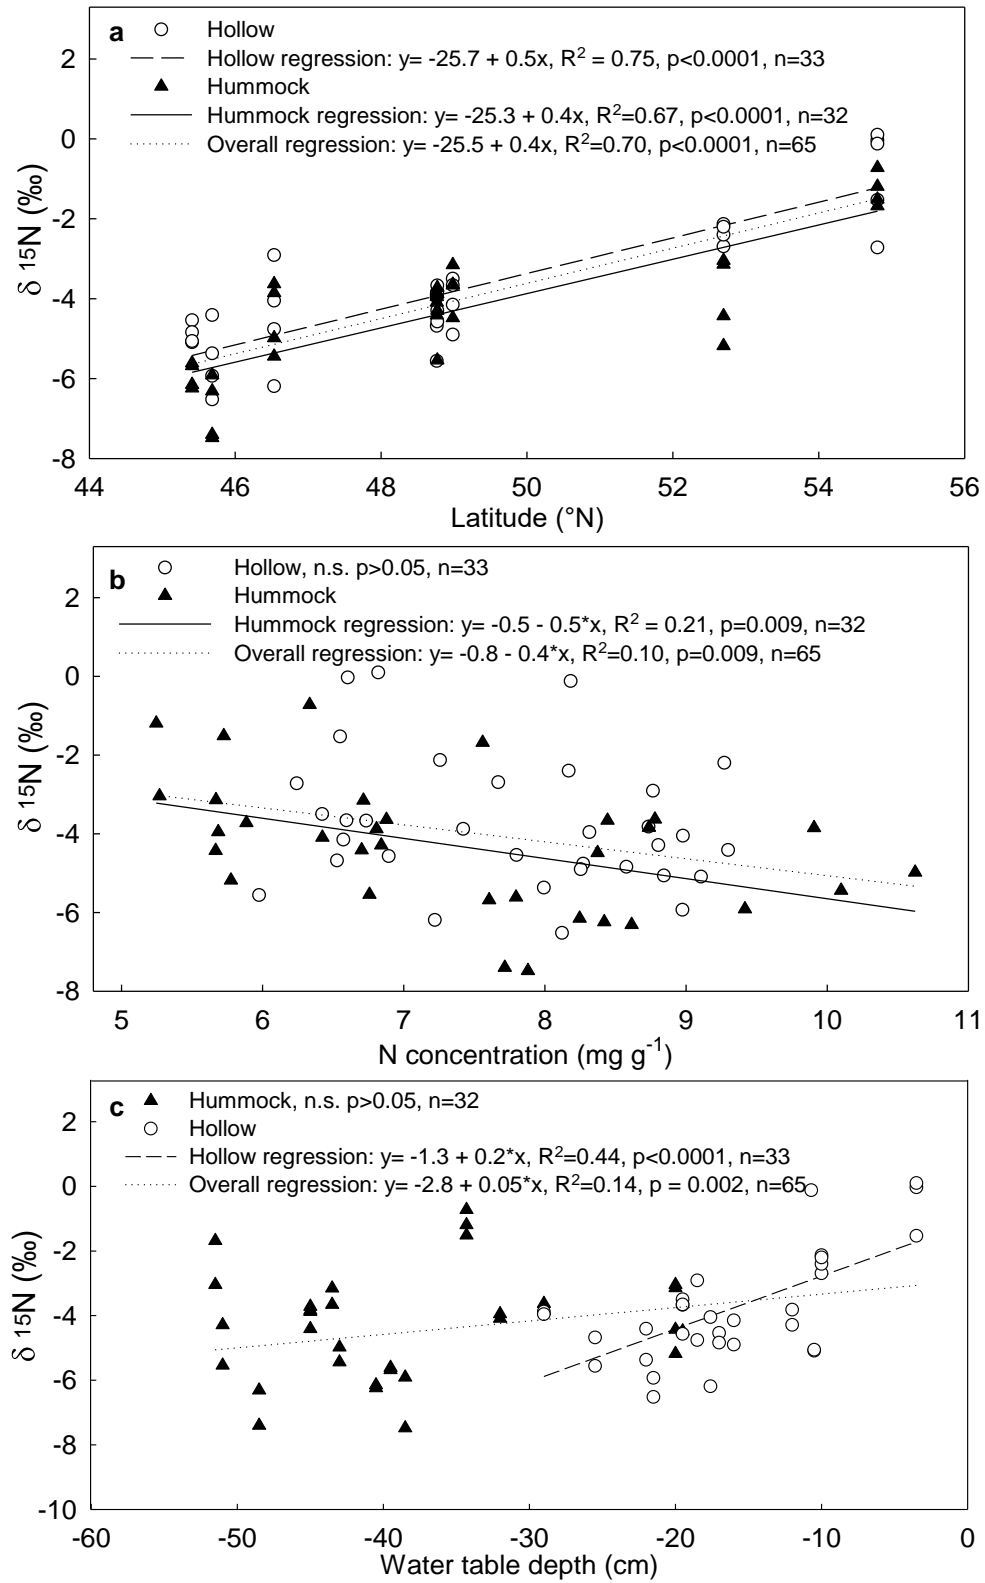 a
Hollow
Hollow regression: y= -25.7 + 0.5x, R² = 0.75, p<0.0001, n=33
Hummock
Hummock regression: y= -25.3 + 0.4x, R²=0.67, p<0.0001, n=32
Overall regression: y= -25.5 + 0.4x, R²=0.70, p<0.0001, n=65
2
0
-2
-4
-6
-8
δ ¹⁵N (‰)
44 46 48 50 52 54 56
Latitude (°N)
b
Hollow, n.s. p>0.05, n=33
Hummock
Hummock regression: y= -0.5 - 0.5*x, R² = 0.21, p=0.009, n=32
Overall regression: y= -0.8 - 0.4*x, R²=0.10, p=0.009, n=65
2
0
-2
-4
-6
-8
δ ¹⁵N (‰)
5 6 7 8 9 10 11
N concentration (mg g⁻¹)
c
Hummock, n.s. p>0.05, n=32
Hollow
Hollow regression: y= -1.3 + 0.2*x, R²=0.44, p<0.0001, n=33
Overall regression: y= -2.8 + 0.05*x, R²=0.14, p = 0.002, n=65
2
0
-2
-4
-6
-8
-10
δ ¹⁵N (‰)
-60 -50 -40 -30 -20 -10 0
Water table depth (cm)